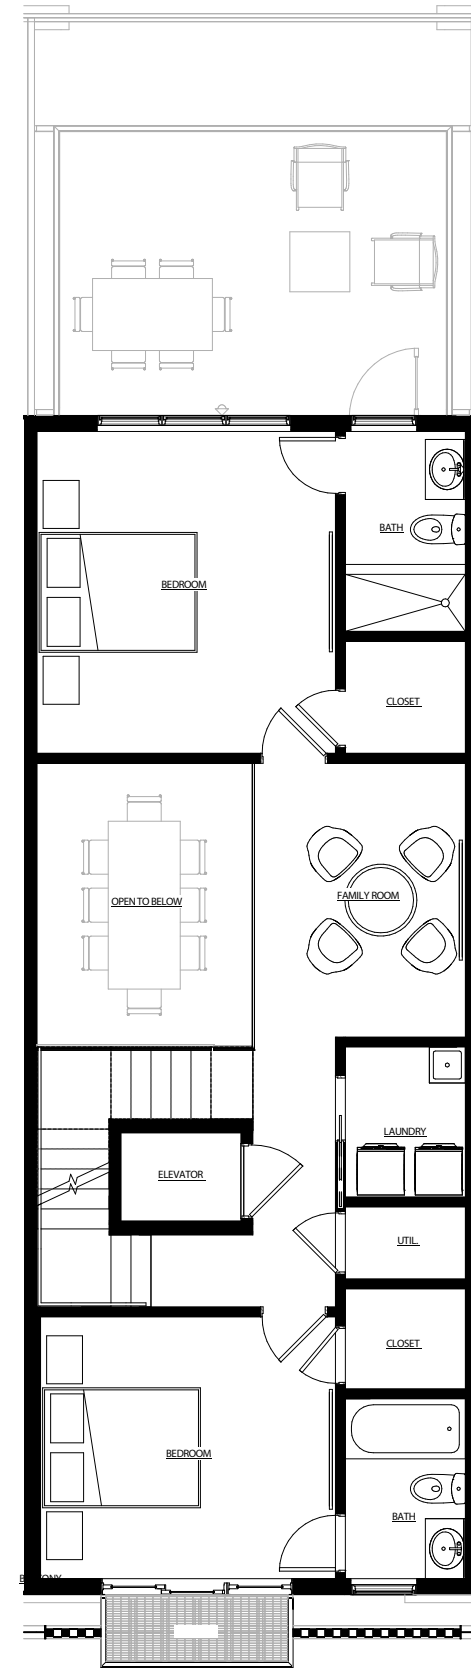 BATH
BEDROOM
CLOSET
FAMILY ROOM
OPEN TO BELOW
LAUNDRY
ELEVATOR
UTIL.
CLOSET
BEDROOM
BATH